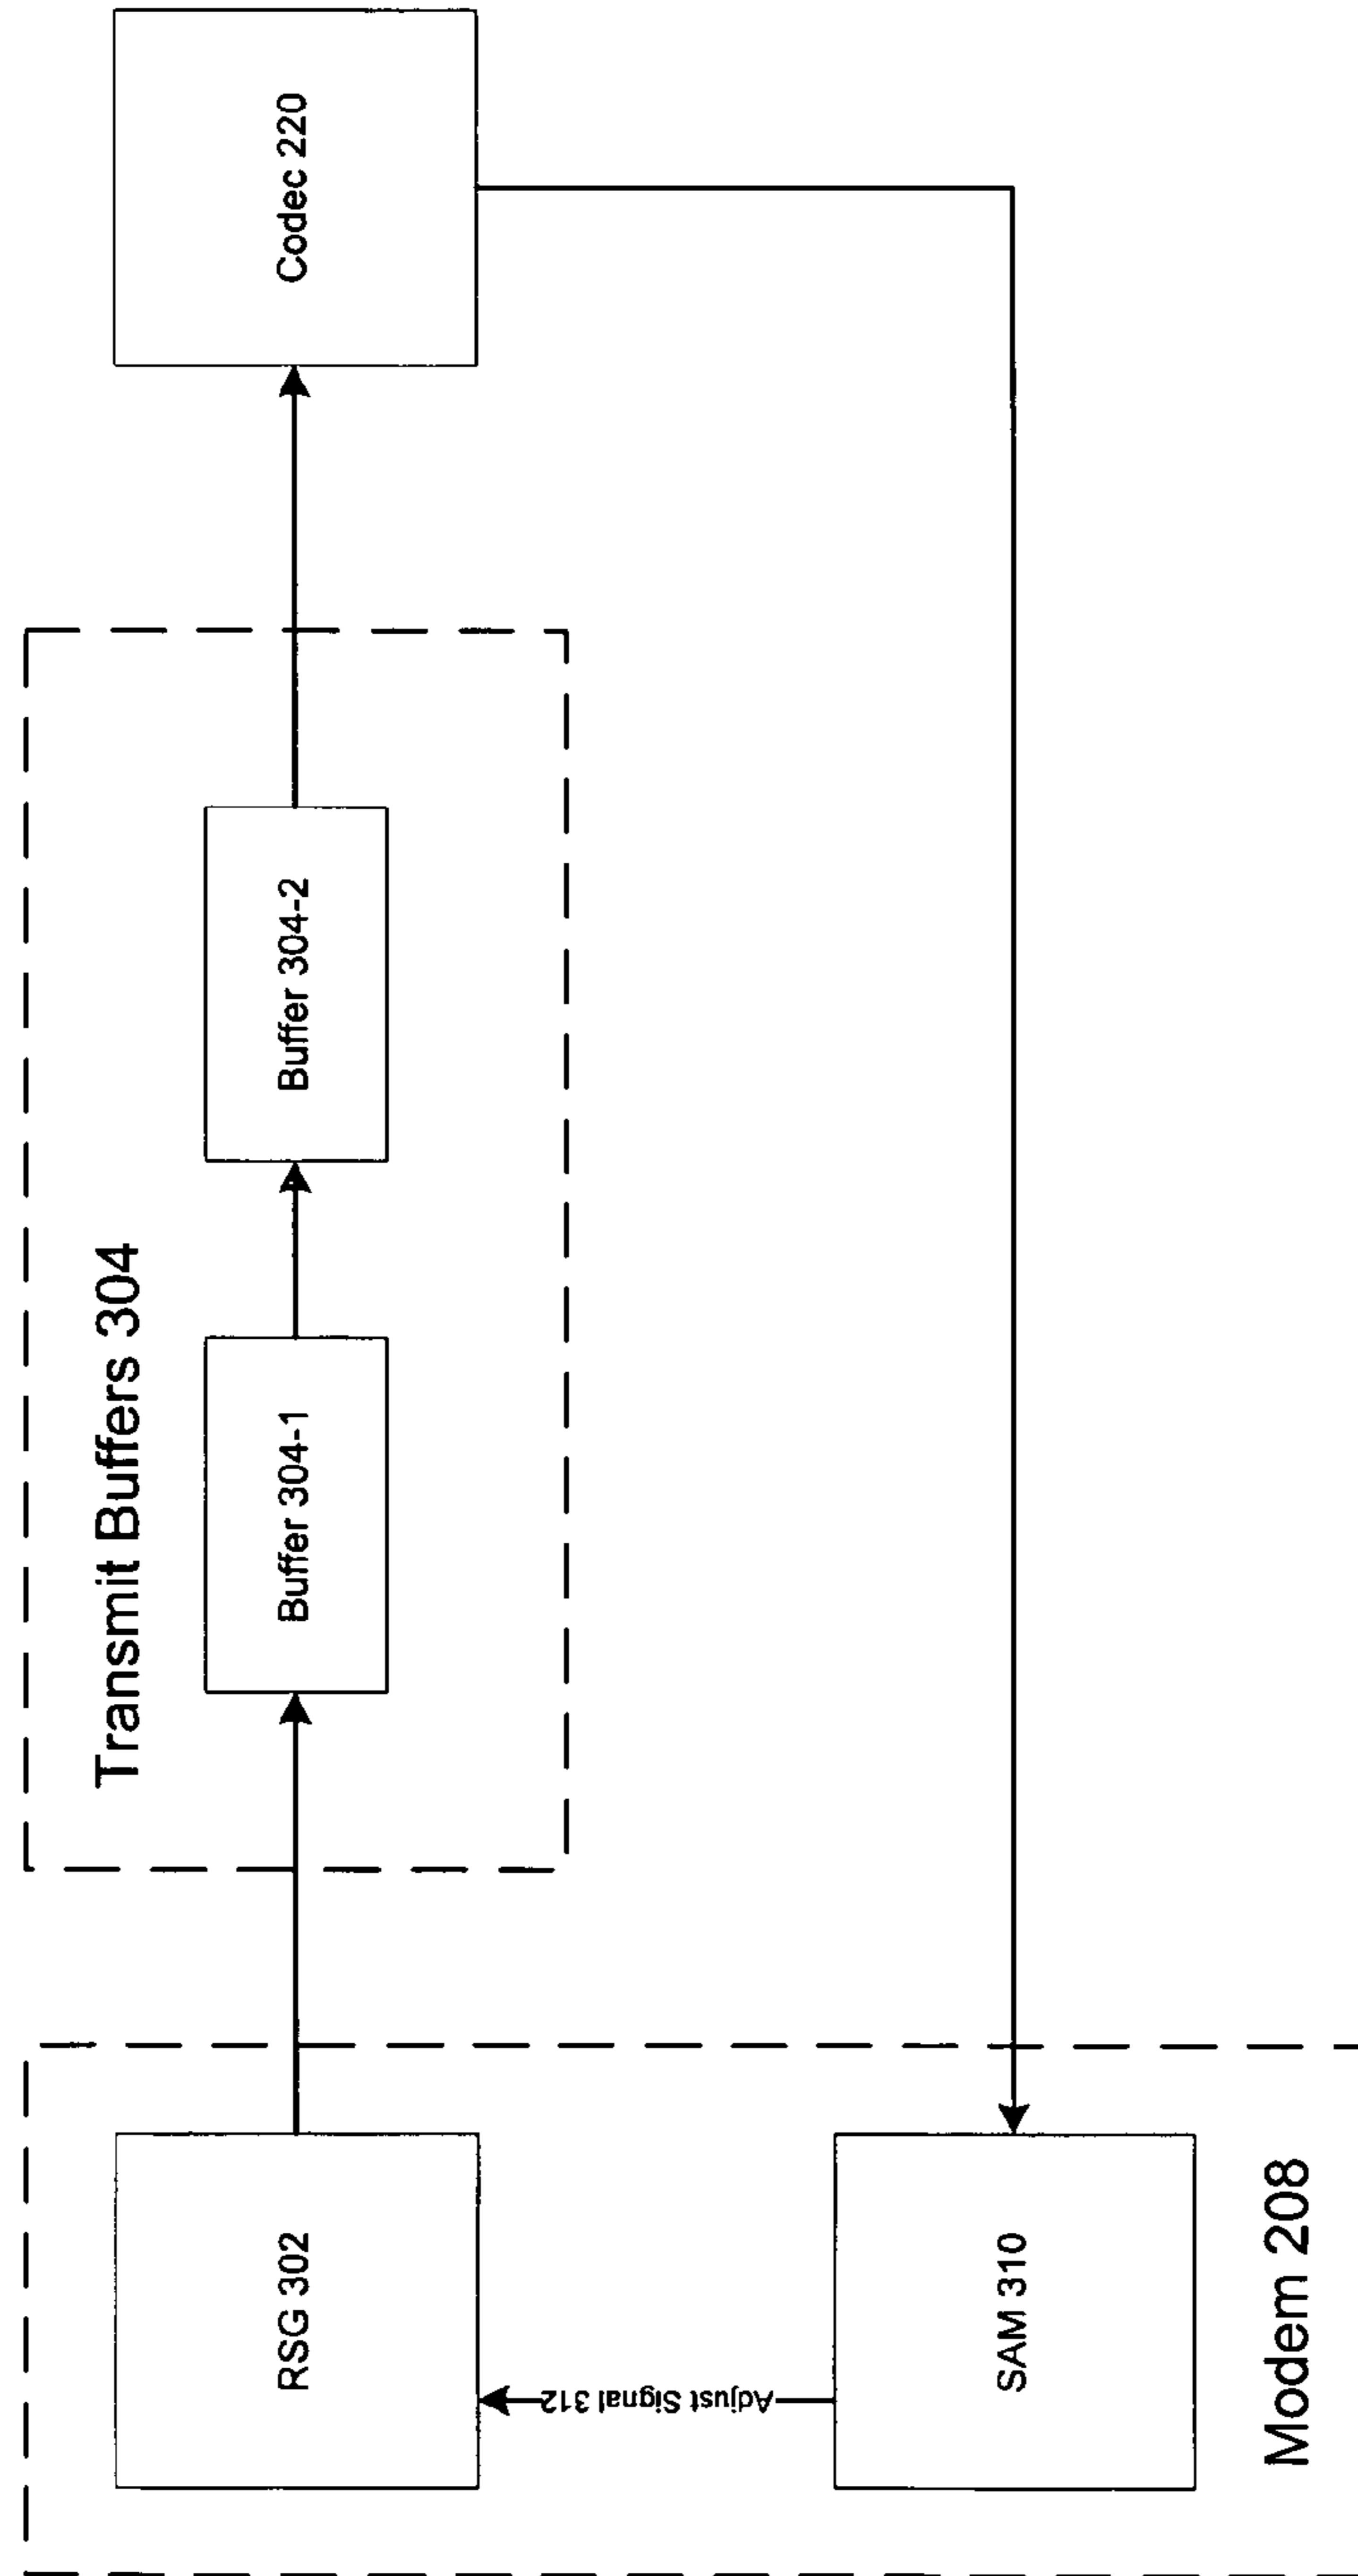 Transmit Buffers 304
RSG 302
Buffer 304-1
Buffer 304-2
Codec 220
Adjust Signal 312
SAM 310
Modem 208